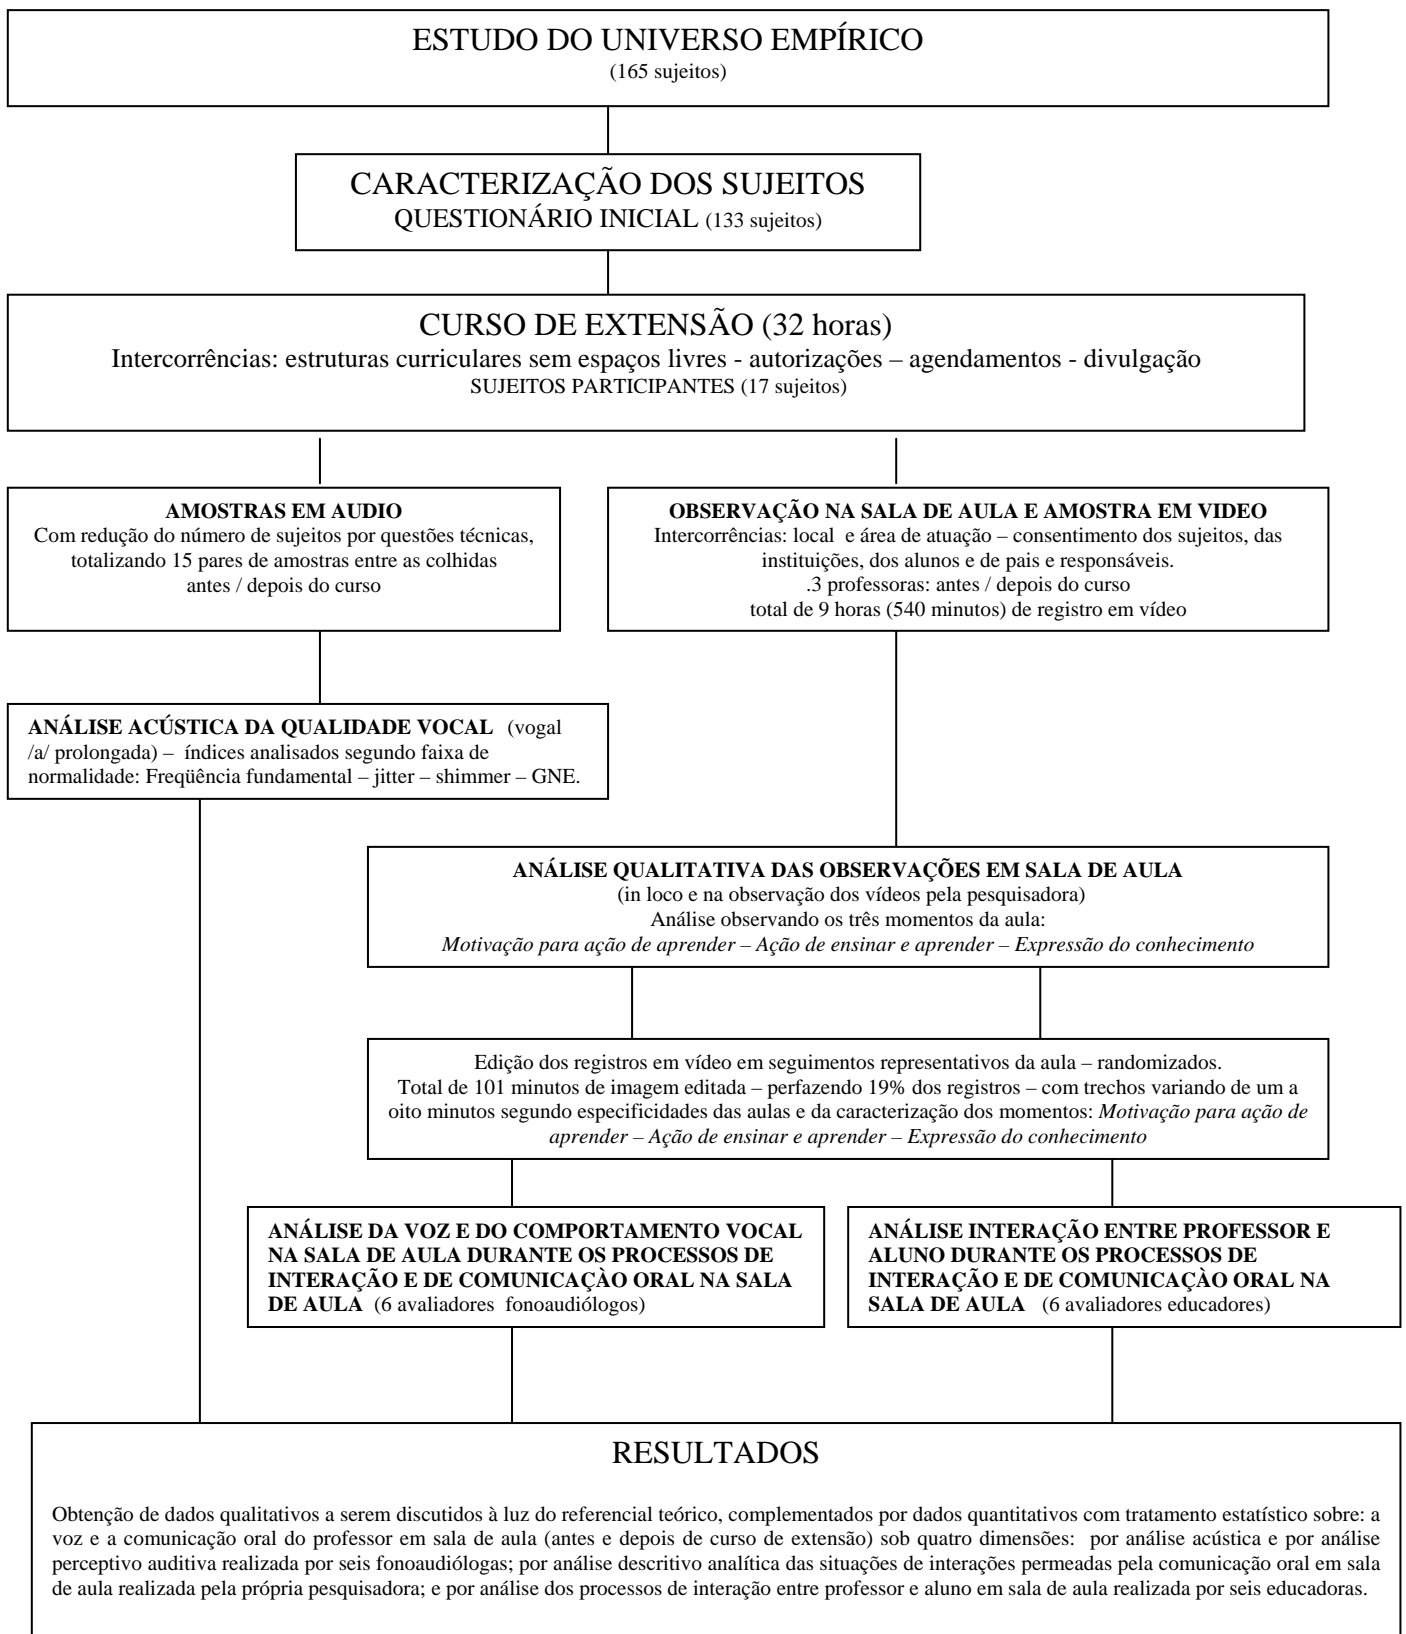 ESTUDO DO UNIVERSO EMPÍRICO
(165 sujeitos)
CARACTERIZAÇÃO DOS SUJEITOS
QUESTIONÁRIO INICIAL (133 sujeitos)
CURSO DE EXTENSÃO (32 horas)
Intercorrências: estruturas curriculares sem espaços livres - autorizações – agendamentos - divulgação
SUJEITOS PARTICIPANTES (17 sujeitos)
AMOSTRAS EM AUDIO
Com redução do número de sujeitos por questões técnicas,
totalizando 15 pares de amostras entre as colhidas
antes / depois do curso
OBSERVAÇÃO NA SALA DE AULA E AMOSTRA EM VIDEO
Intercorrências: local e área de atuação – consentimento dos sujeitos, das
instituições, dos alunos e de pais e responsáveis.
.3 professoras: antes / depois do curso
total de 9 horas (540 minutos) de registro em vídeo
ANÁLISE ACÚSTICA DA QUALIDADE VOCAL (vogal
/a/ prolongada) – índices analisados segundo faixa de
normalidade: Freqüência fundamental – jitter – shimmer – GNE.
ANÁLISE QUALITATIVA DAS OBSERVAÇÕES EM SALA DE AULA
(in loco e na observação dos vídeos pela pesquisadora)
Análise observando os três momentos da aula:
Motivação para ação de aprender – Ação de ensinar e aprender – Expressão do conhecimento
Edição dos registros em vídeo em seguimentos representativos da aula – randomizados.
Total de 101 minutos de imagem editada – perfazendo 19% dos registros – com trechos variando de um a
oito minutos segundo especificidades das aulas e da caracterização dos momentos: Motivação para ação de
aprender – Ação de ensinar e aprender – Expressão do conhecimento
ANÁLISE DA VOZ E DO COMPORTAMENTO VOCAL
NA SALA DE AULA DURANTE OS PROCESSOS DE
INTERAÇÃO E DE COMUNICAÇÀO ORAL NA SALA
DE AULA (6 avaliadores fonoaudiólogos)
ANÁLISE INTERAÇÃO ENTRE PROFESSOR E
ALUNO DURANTE OS PROCESSOS DE
INTERAÇÃO E DE COMUNICAÇÀO ORAL NA
SALA DE AULA (6 avaliadores educadores)
RESULTADOS
Obtenção de dados qualitativos a serem discutidos à luz do referencial teórico, complementados por dados quantitativos com tratamento estatístico sobre: a
voz e a comunicação oral do professor em sala de aula (antes e depois de curso de extensão) sob quatro dimensões: por análise acústica e por análise
perceptivo auditiva realizada por seis fonoaudiólogas; por análise descritivo analítica das situações de interações permeadas pela comunicação oral em sala
de aula realizada pela própria pesquisadora; e por análise dos processos de interação entre professor e aluno em sala de aula realizada por seis educadoras.